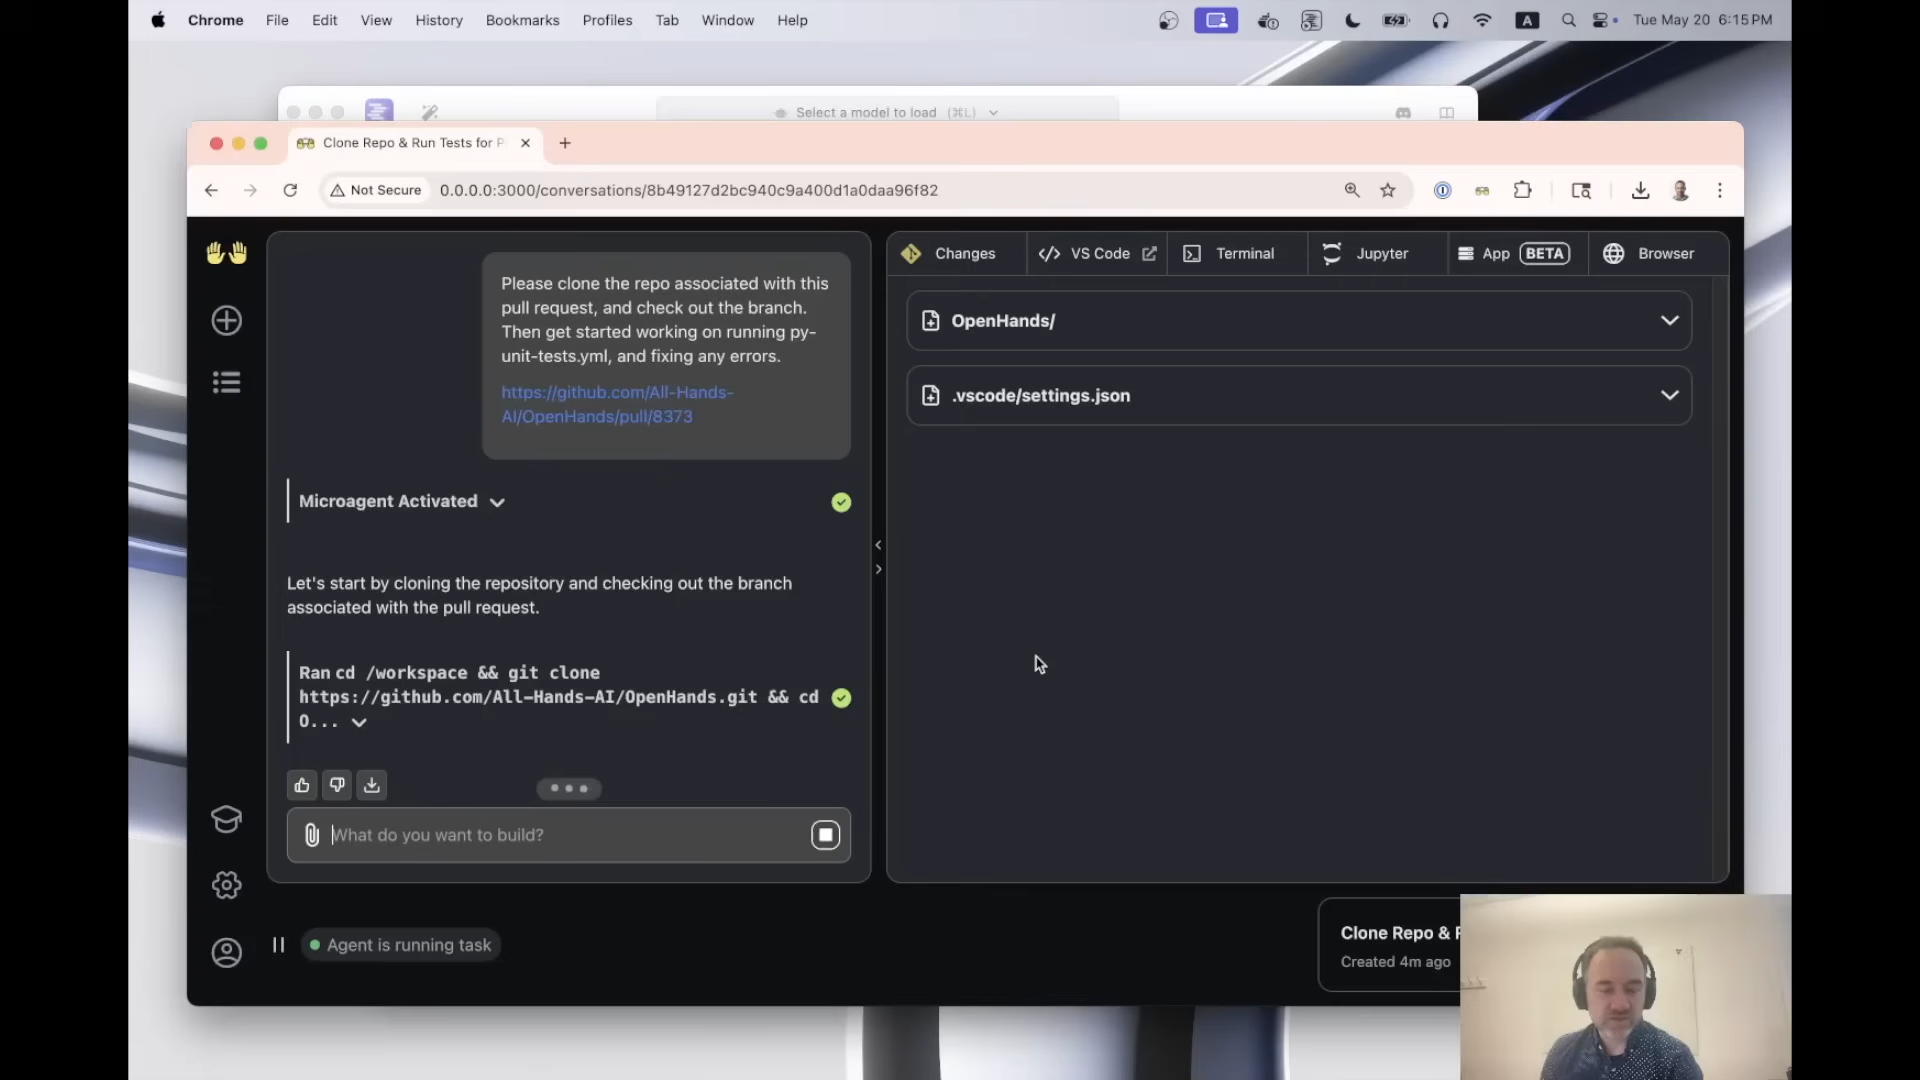 Chrome File Edit View History Bookmarks Profiles Tab Window Help
A Tue May 20 6:15 PM
Select a model to load (⌘L)
Clone Repo & Run Tests for P
Not Secure 0.0.0.0:3000/conversations/8b49127d2bc940c9a400d1a0daa96f82
Please clone the repo associated with this
pull request, and check out the branch.
Then get started working on running py-
unit-tests.yml, and fixing any errors.
https://github.com/All-Hands-
AI/OpenHands/pull/8373
Microagent Activated
Let's start by cloning the repository and checking out the branch
associated with the pull request.
Ran cd /workspace && git clone
https://github.com/All-Hands-AI/OpenHands.git && cd
O...
What do you want to build?
Agent is running task
Changes VS Code Terminal Jupyter App BETA Browser
OpenHands/
.vscode/settings.json
Clone Repo &
Created 4m ago